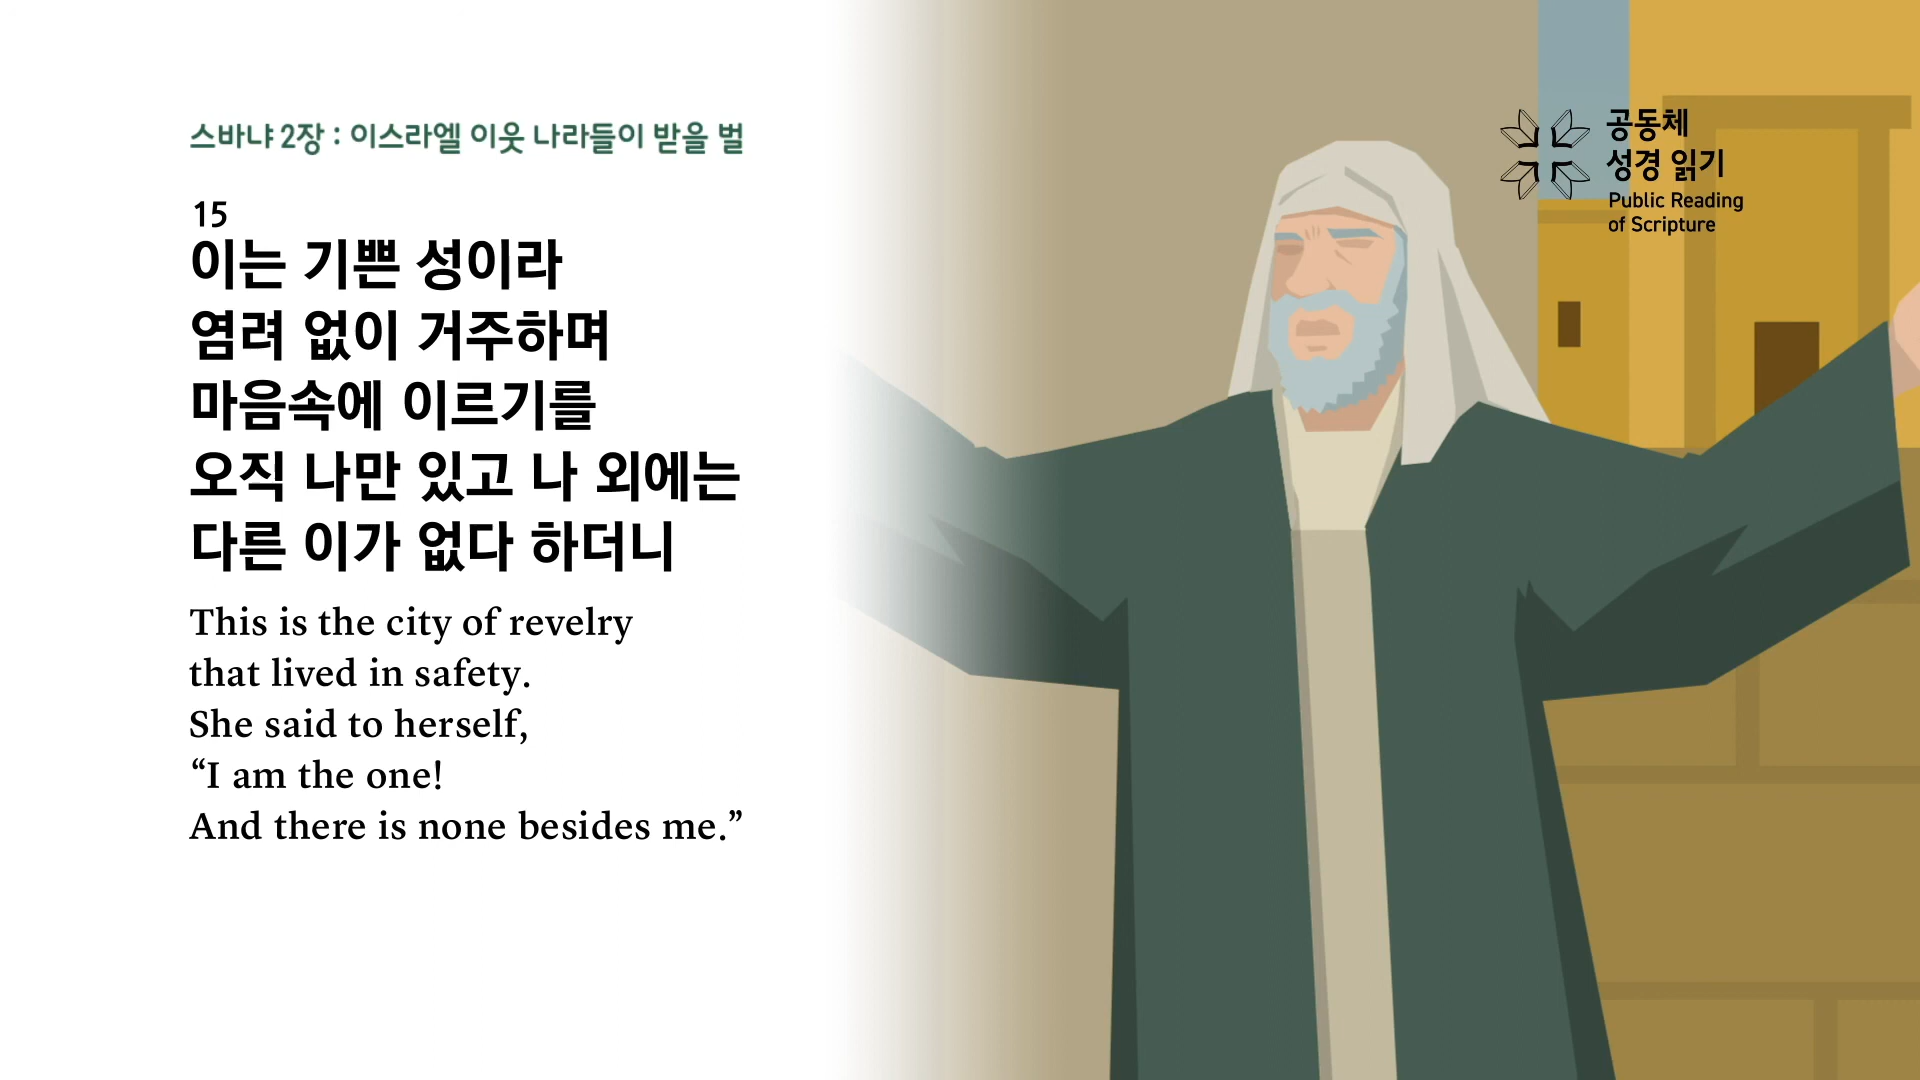 스바냐 2장 : 이스라엘 이웃 나라들이 받을 벌
15
이는 기쁜 성이라
염려 없이 거주하며
마음속에 이르기를
오직 나만 있고 나 외에는
다른 이가 없다 하더니
This is the city of revelry
that lived in safety.
She said to herself,
“I am the one!
And there is none besides me.”
공동체
성경 읽기
Public Reading
of Scripture